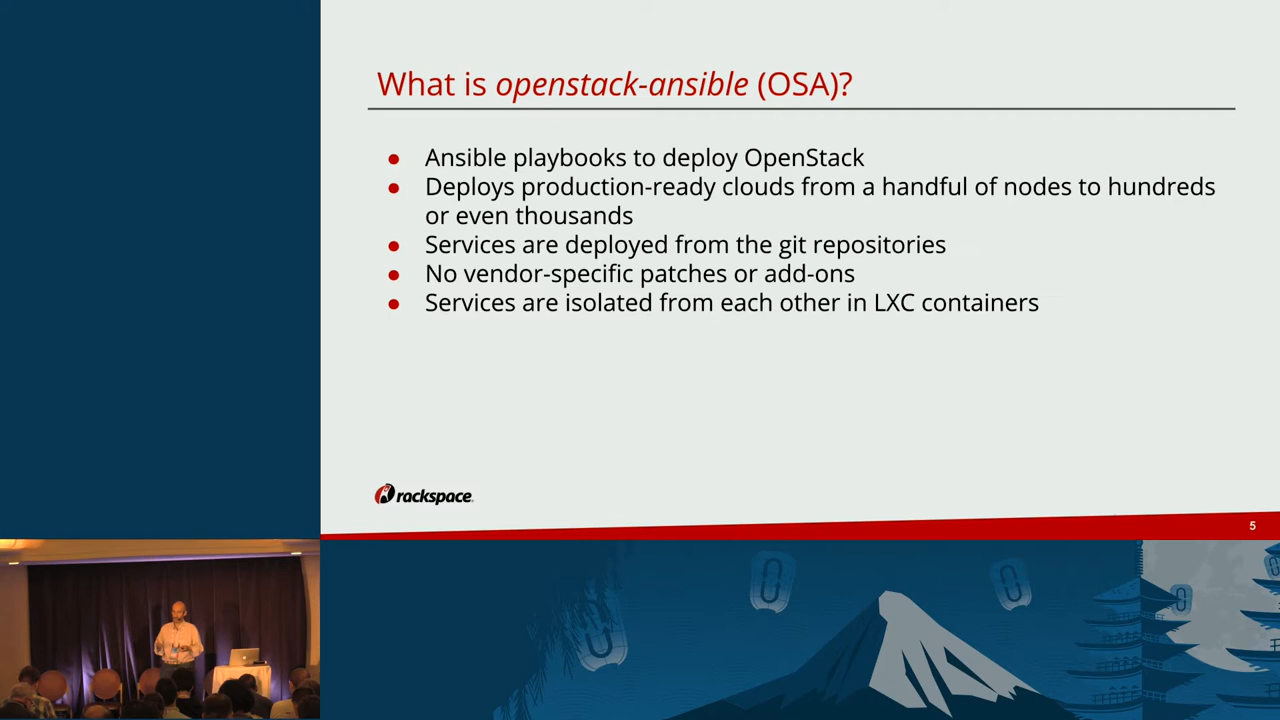 What is openstack-ansible (OSA)?
● Ansible playbooks to deploy OpenStack
● Deploys production-ready clouds from a handful of nodes to hundreds
or even thousands
● Services are deployed from the git repositories
● No vendor-specific patches or add-ons
● Services are isolated from each other in LXC containers
rackspace.
5